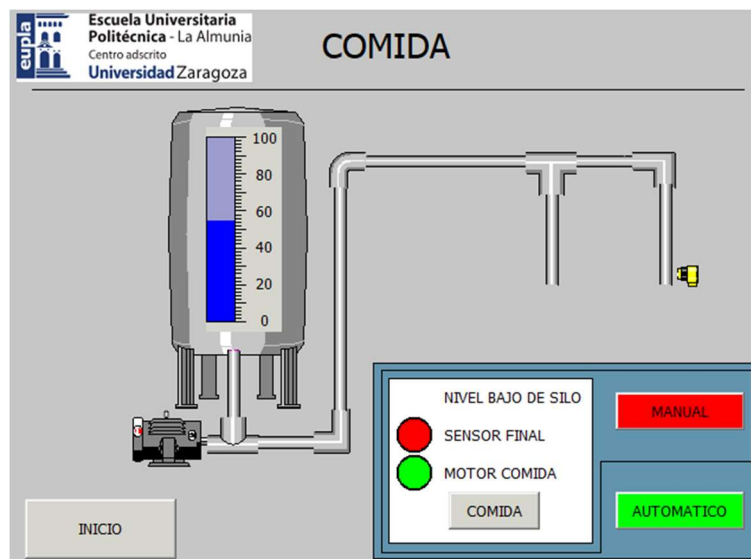 eupla
Escuela Universitaria
Politécnica - La Almunia
Centro adscrito
Universidad Zaragoza
COMIDA
100
80
60
40
20
0
NIVEL BAJO DE SILO
SENSOR FINAL
MOTOR COMIDA
COMIDA
MANUAL
AUTOMATICO
INICIO